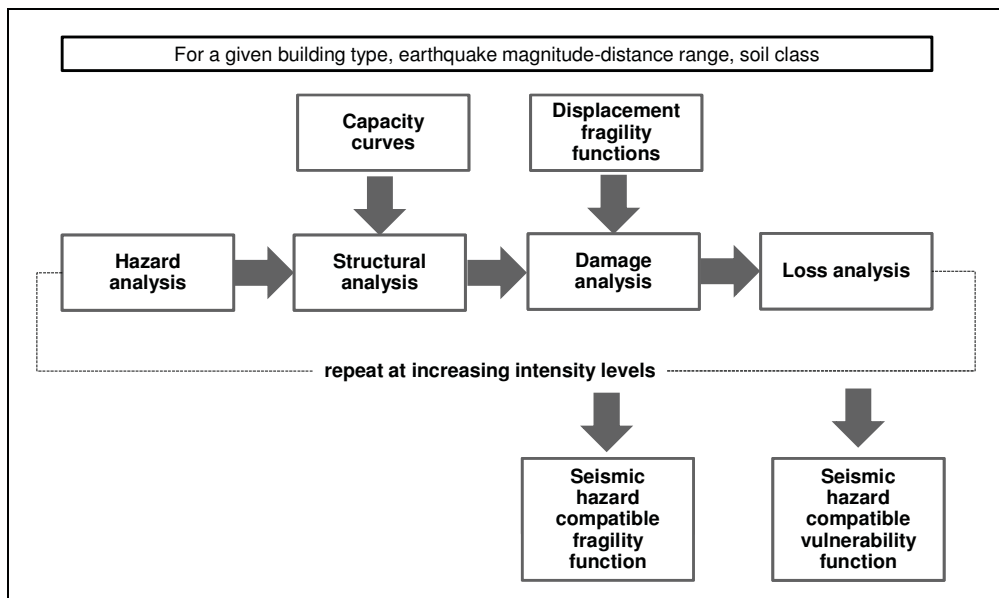 For a given building type, earthquake magnitude-distance range, soil class
Capacity
curves
Displacement
fragility
functions
Hazard
analysis
Structural
analysis
Damage
analysis
Loss analysis
repeat at increasing intensity levels
Seismic
hazard
compatible
fragility
function
Seismic
hazard
compatible
vulnerability
function